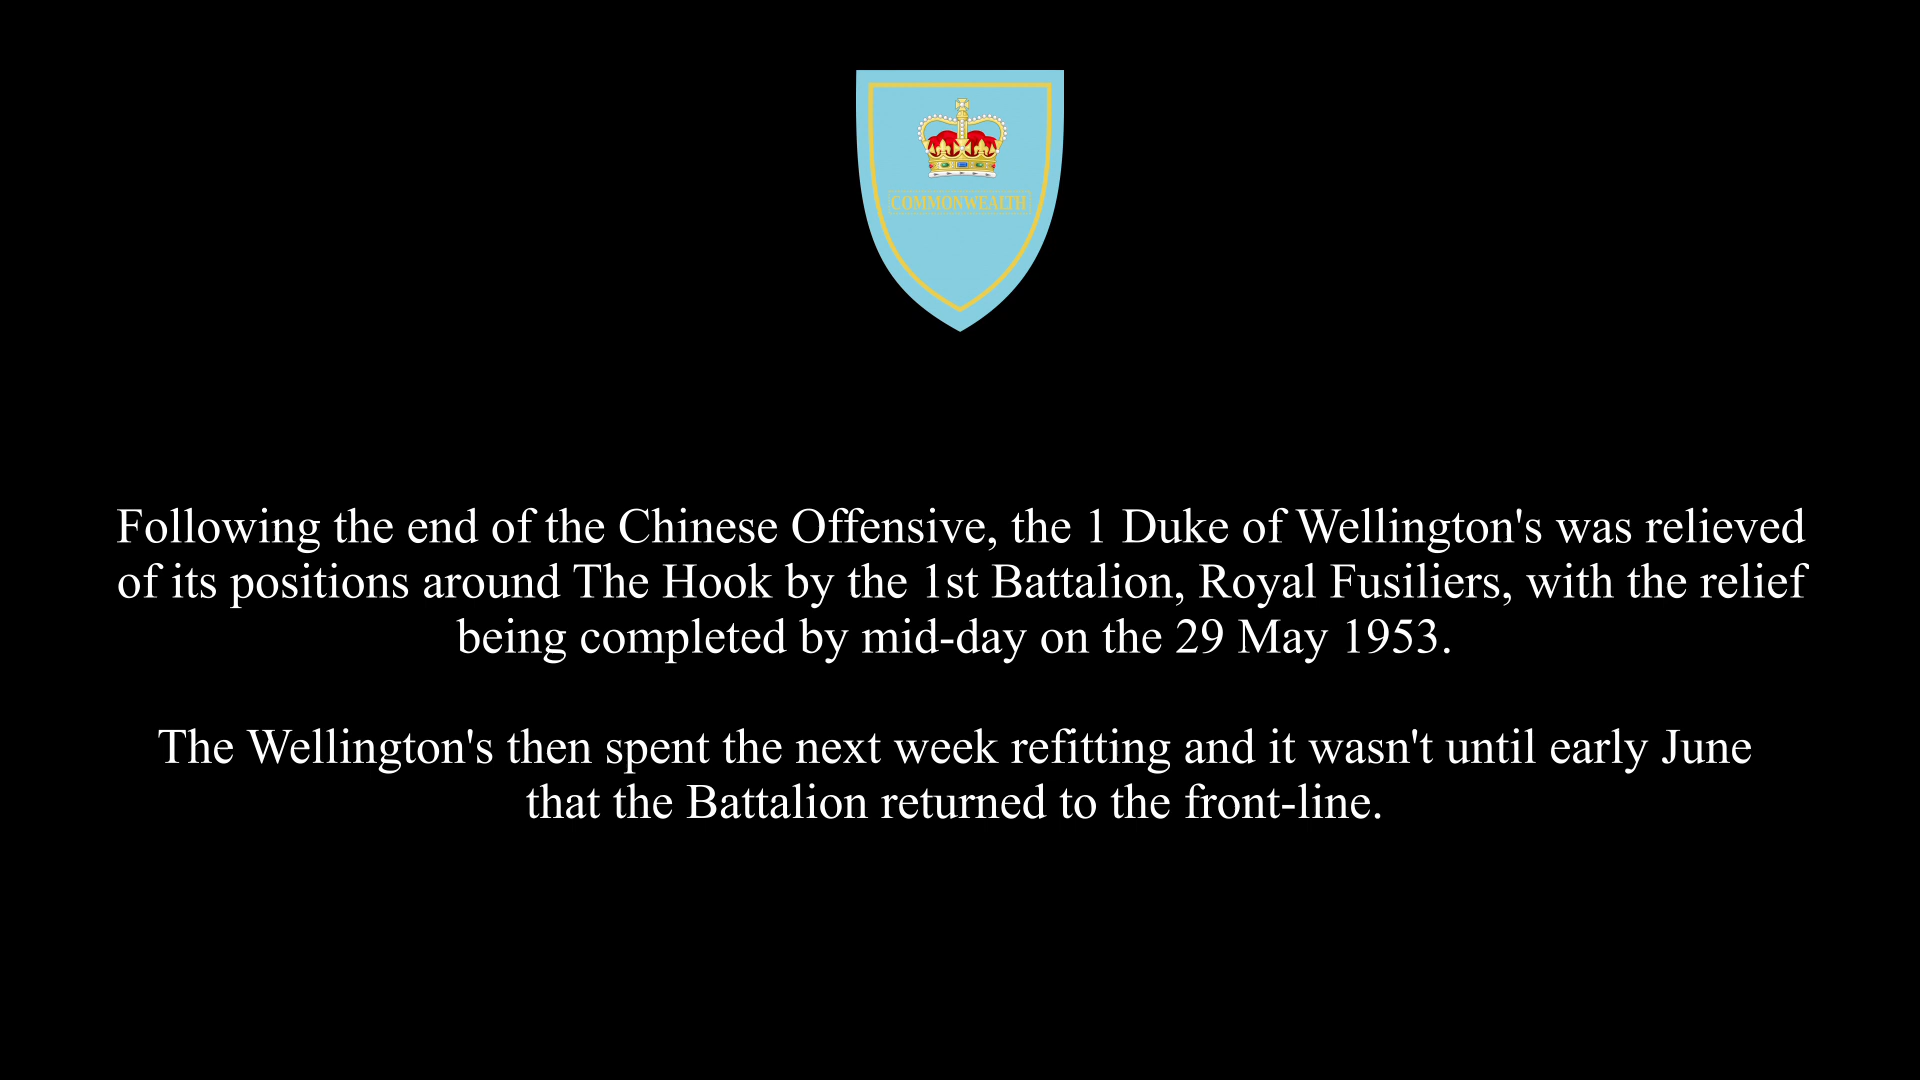 COMMONWEALTH
Following the end of the Chinese Offensive, the 1 Duke of Wellington's was relieved
of its positions around The Hook by the 1st Battalion, Royal Fusiliers, with the relief
being completed by mid-day on the 29 May 1953.
The Wellington's then spent the next week refitting and it wasn't until early June
that the Battalion returned to the front-line.